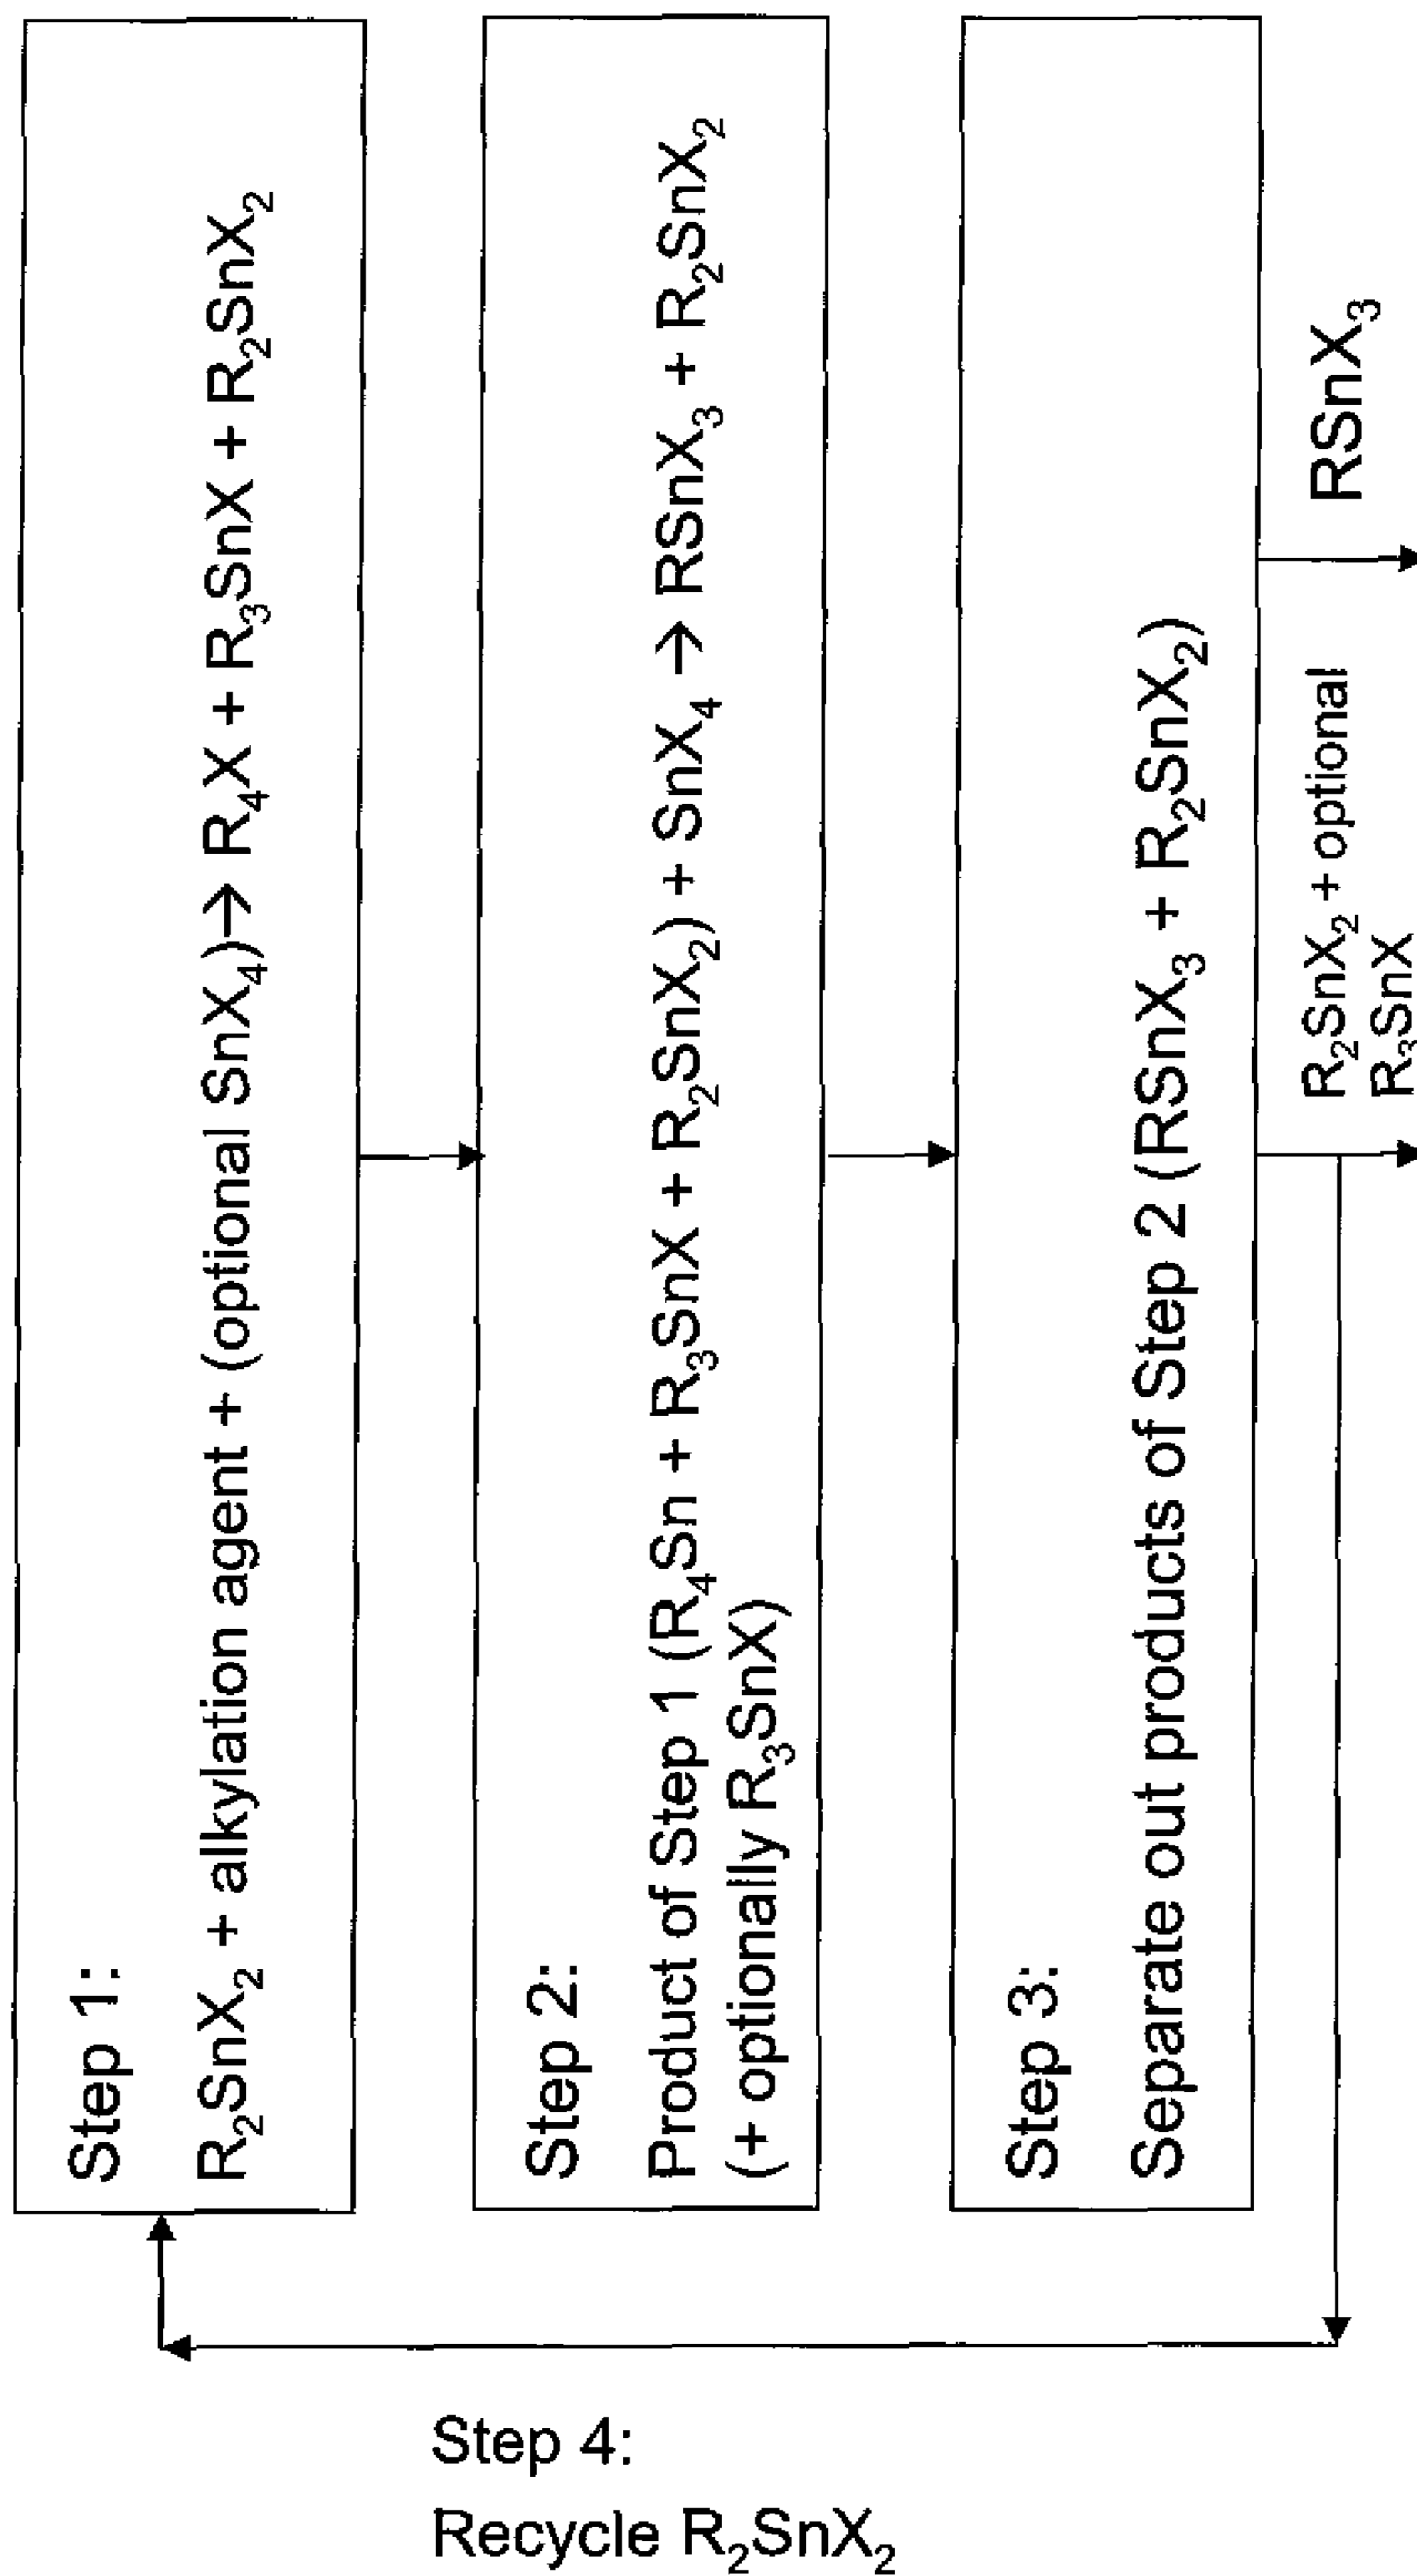 Step 1:
R₂SnX₂ + alkylation agent + (optional SnX₄)→ R₄X + R₃SnX + R₂SnX₂
Step 2:
Product of Step 1 (R₄Sn + R₃SnX + R₂SnX₂) + SnX₄ → RSnX₃ + R₂SnX₂
(+ optionally R₃SnX)
Step 3:
Separate out products of Step 2 (RSnX₃ + R₂SnX₂)
R₂SnX₂ + optional
R₃SnX
RSnX₃
Step 4:
Recycle R₂SnX₂